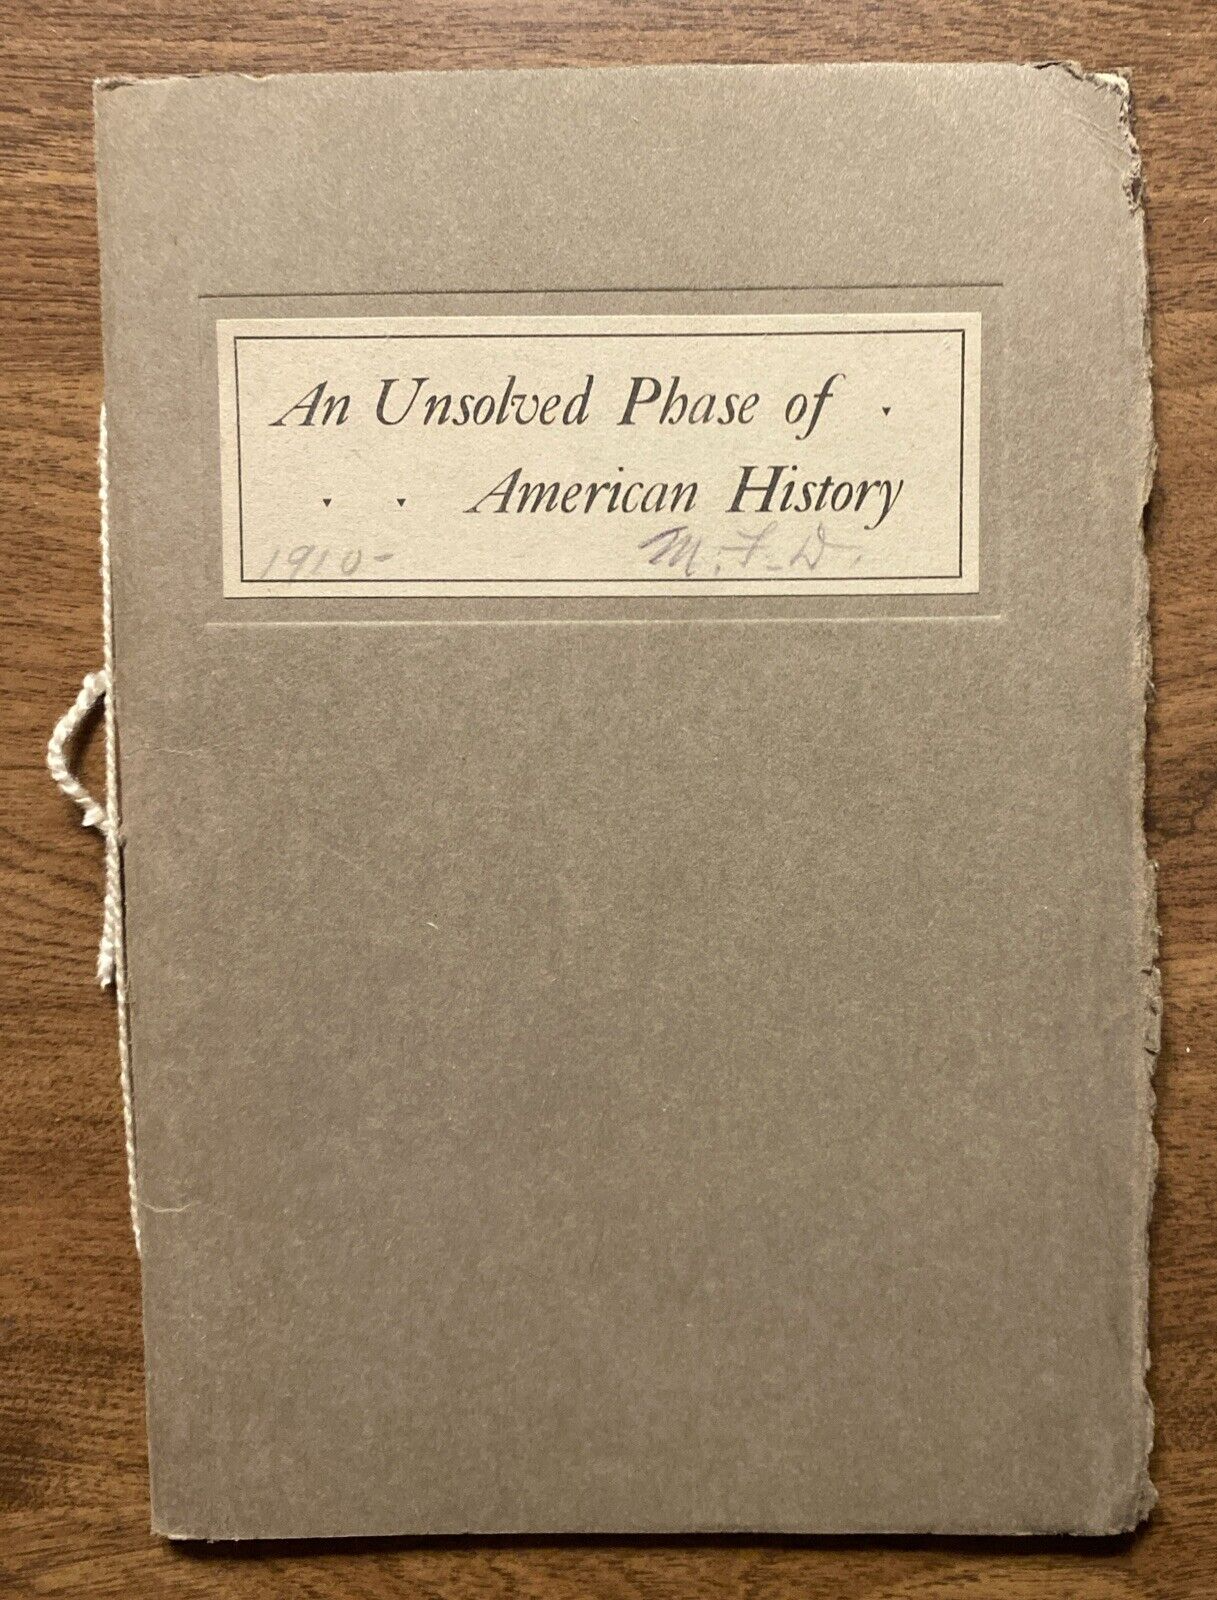 An Unsolved Phase of
American History
1910- M. F. D.